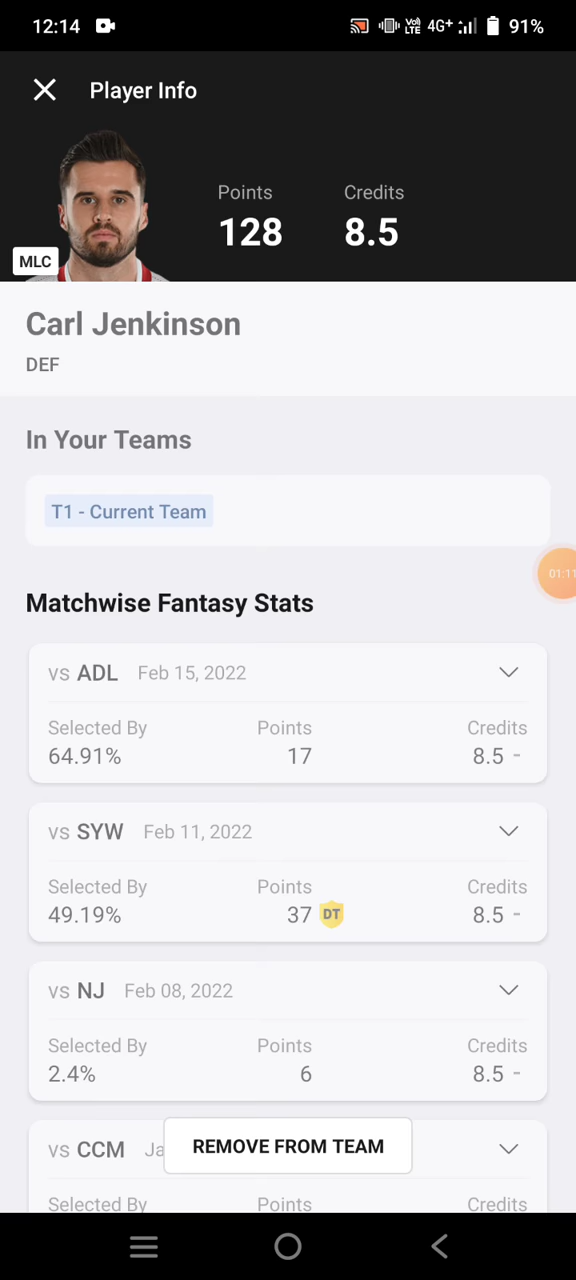 12:14 Vo) LTE 4G+ 91%
Player Info
Points Credits
128 8.5
MLC
Carl Jenkinson
DEF
In Your Teams
T1 - Current Team
01:11
Matchwise Fantasy Stats
vs ADL Feb 15, 2022
Selected By Points Credits
64.91% 17 8.5 -
vs SYW Feb 11, 2022
Selected By Points Credits
49.19% 37 DT 8.5 -
vs NJ Feb 08, 2022
Selected By Points Credits
2.4% 6 8.5 -
vs CCM Ja
REMOVE FROM TEAM
Selected By Points Credits